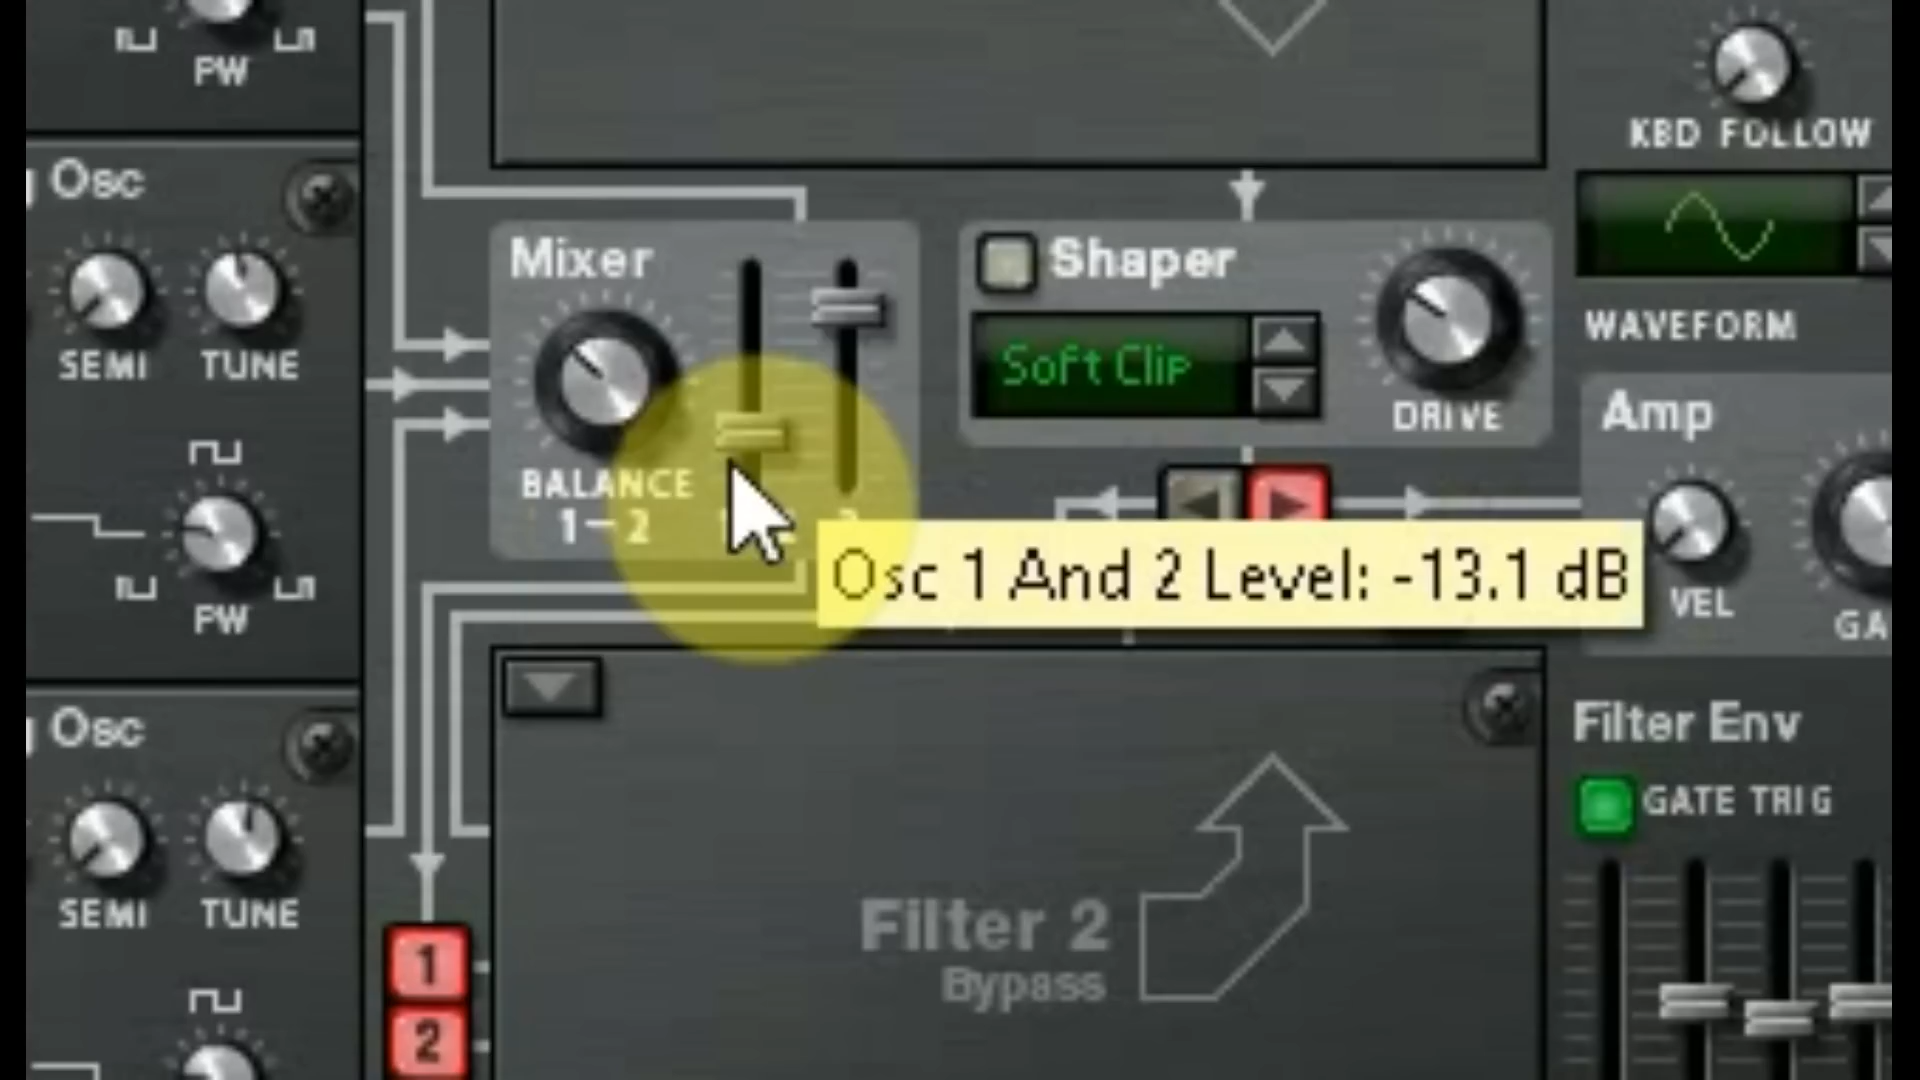 PW
KBD FOLLOW
Osc
SEMI TUNE
Mixer
Shaper
Soft Clip
WAVEFORM
DRIVE
Amp
BALANCE
1-2
Osc 1 And 2 Level: -13.1 dB
VEL
PW
Osc
Filter Env
GATE TRIG
SEMI TUNE
Filter 2
Bypass
1
2